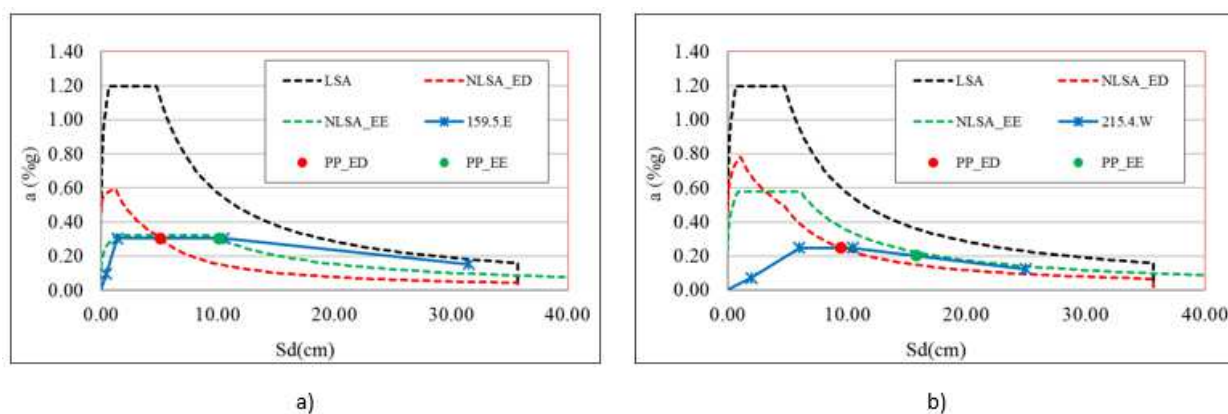 1.40
1.20
1.00
0.80
0.60
0.40
0.20
0.00
a (%g)
LSA NLSA_ED
NLSA_EE 159.5.E
PP_ED PP_EE
0.00 10.00 20.00 30.00 40.00
Sd(cm)
a)
1.40
1.20
1.00
0.80
0.60
0.40
0.20
0.00
a (%g)
LSA NLSA_ED
NLSA_EE 215.4.W
PP_ED PP_EE
0.00 10.00 20.00 30.00 40.00
Sd(cm)
b)